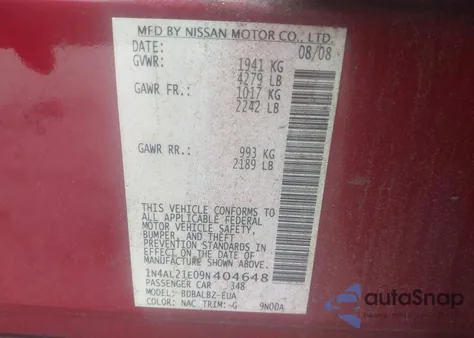 MFD BY NISSAN MOTOR CO., LTD.
DATE: 08/08
GVWR: 1941 KG
4279 LB
GAWR FR.: 1017 KG
2242 LB
GAWR RR.: 993 KG
2189 LB
THIS VEHICLE CONFORMS TO
ALL APPLICABLE FEDERAL
MOTOR VEHICLE SAFETY,
BUMPER, AND THEFT
PREVENTION STANDARDS IN
EFFECT ON THE DATE OF
MANUFACTURE SHOWN ABOVE.
1N4AL21E09N404648
PASSENGER CAR 348
MODEL: BDBALBZ-EUA
COLOR: NAC TRIM: G 9N00A
autoSnap